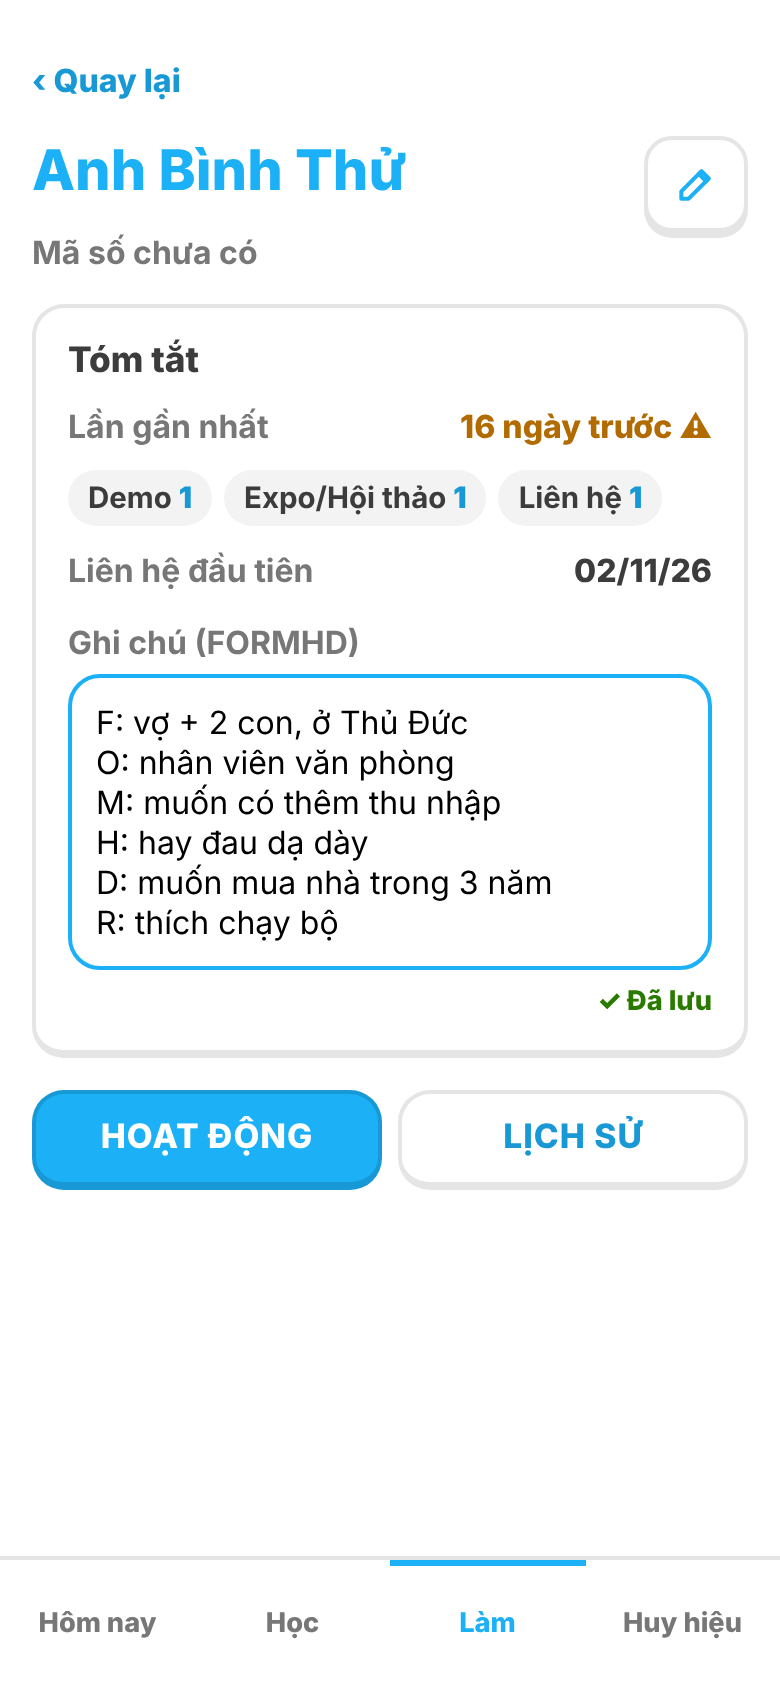 ‹ Quay lại
Anh Bình Thử
Mã số chưa có
Tóm tắt
Lần gần nhất 16 ngày trước ⚠
Demo 1 Expo/Hội thảo 1 Liên hệ 1
Liên hệ đầu tiên 02/11/26
Ghi chú (FORMHD)
F: vợ + 2 con, ở Thủ Đức
O: nhân viên văn phòng
M: muốn có thêm thu nhập
H: hay đau dạ dày
D: muốn mua nhà trong 3 năm
R: thích chạy bộ
✓ Đã lưu
HOẠT ĐỘNG LỊCH SỬ
Hôm nay Học Làm Huy hiệu